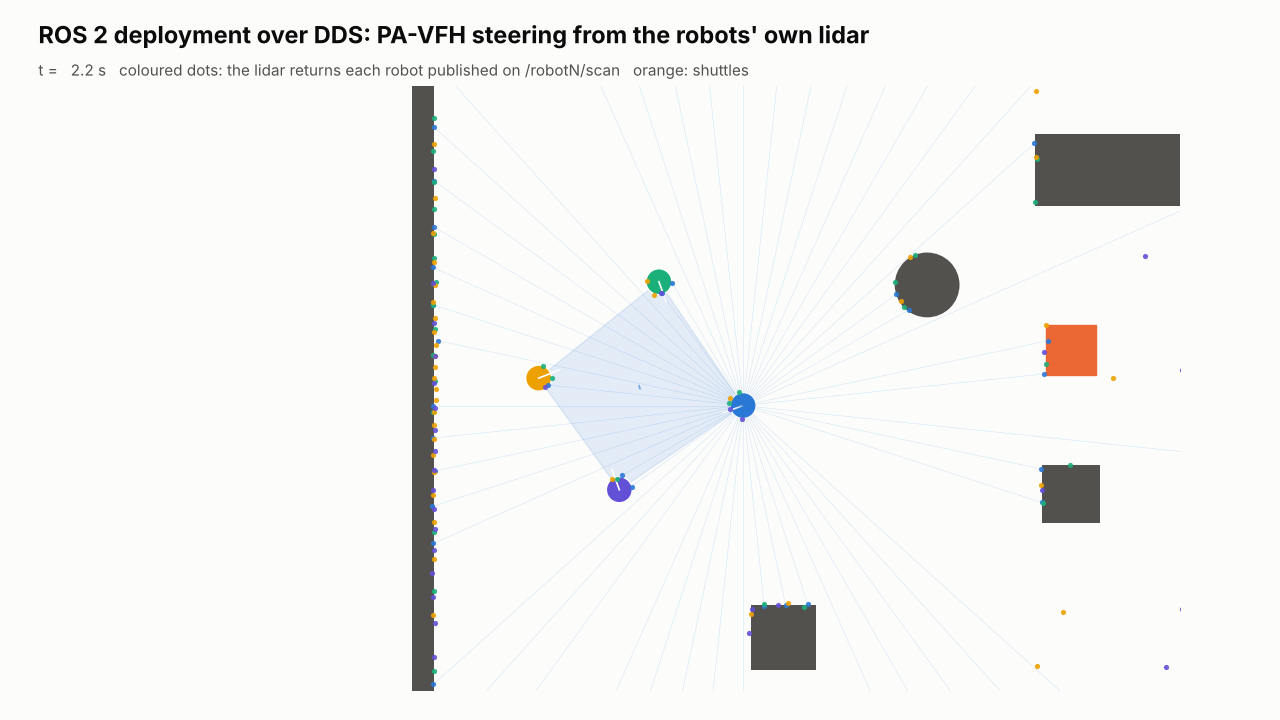 ROS 2 deployment over DDS: PA-VFH steering from the robots' own lidar
t = 2.2 s coloured dots: the lidar returns each robot published on /robotN/scan orange: shuttles